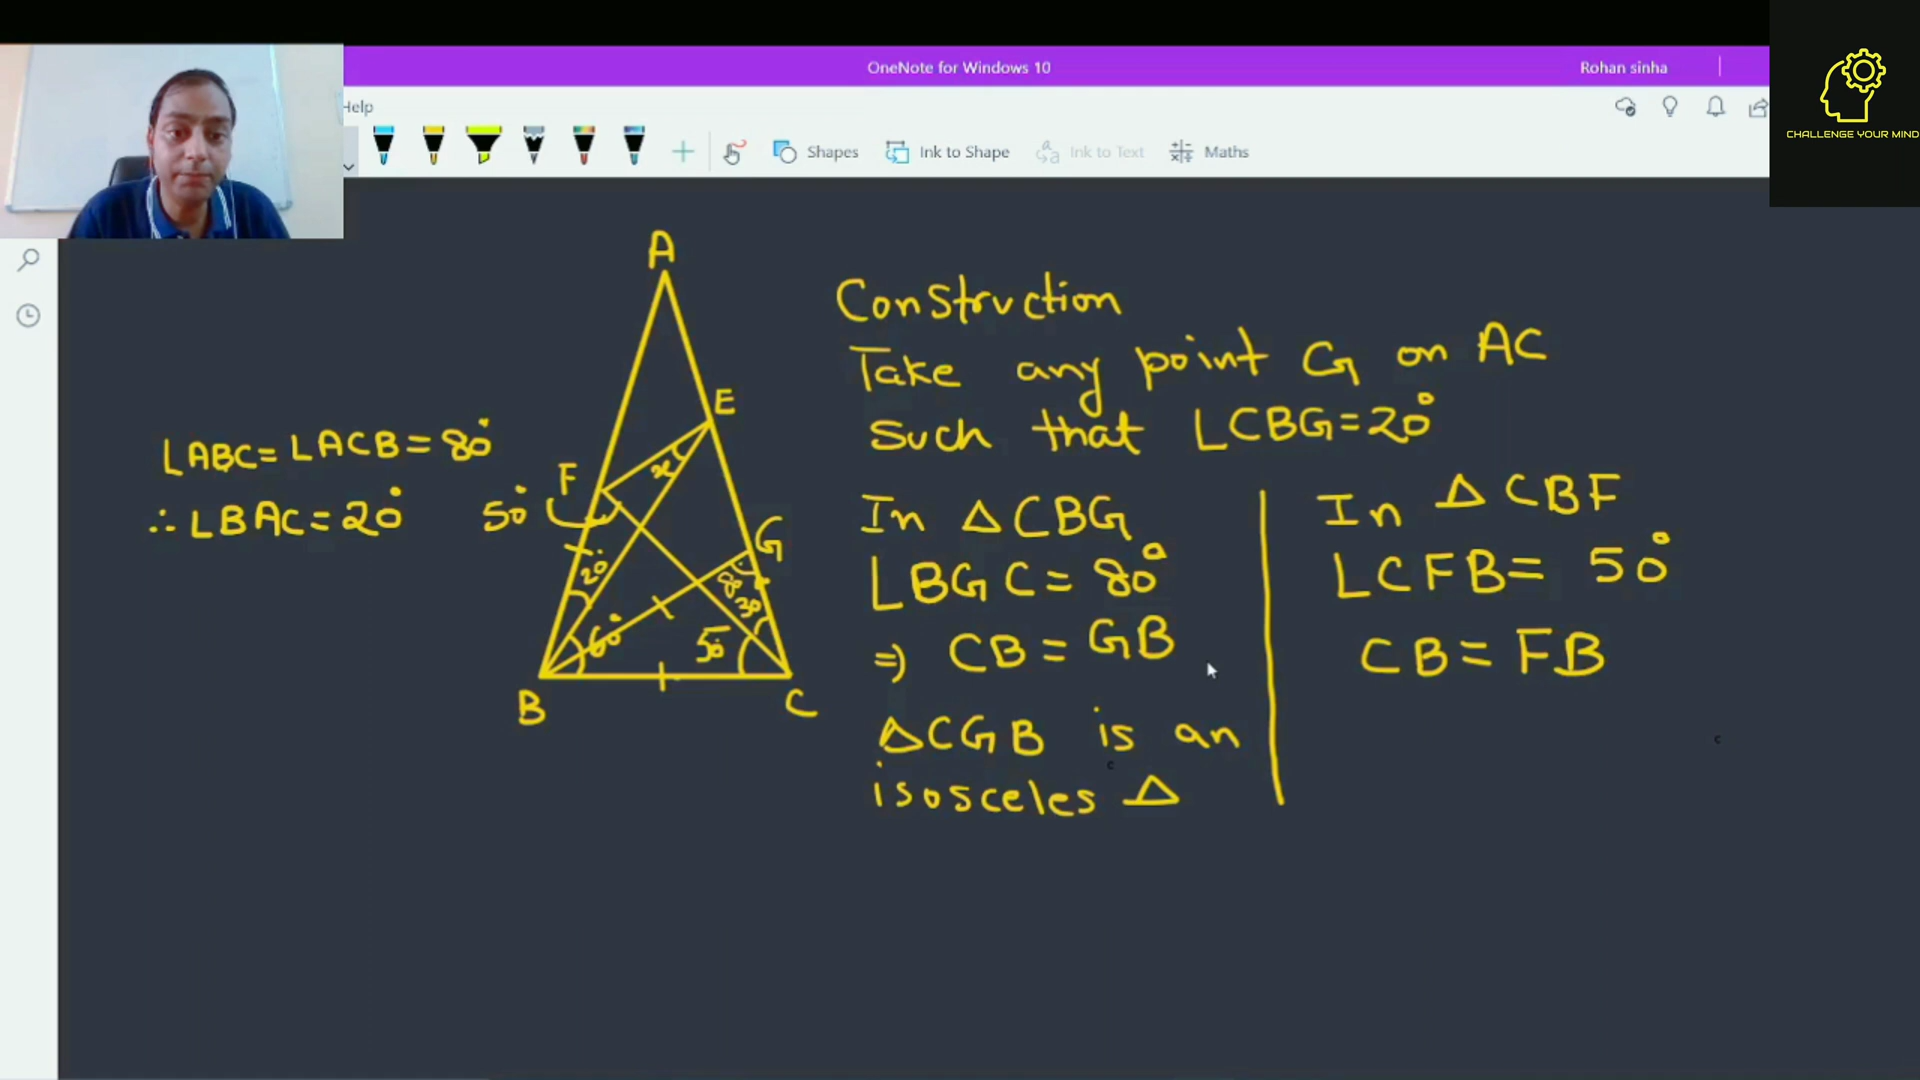 OneNote for Windows 10
Rohan sinha
CHALLENGE YOUR MIND
Help
Shapes
Ink to Shape
Ink to Text
Maths
A
E
F
G
B
C
x
50°
20°
60°
50°
80°
30
∠ABC = ∠ACB = 80°
∴ ∠BAC = 20°
Construction
Take any point G on AC
Such that ∠CBG = 20°
In △CBG
∠BGC = 80°
⇒ CB = GB
△CGB is an
isosceles △
In △CBF
∠CFB = 50°
CB = FB